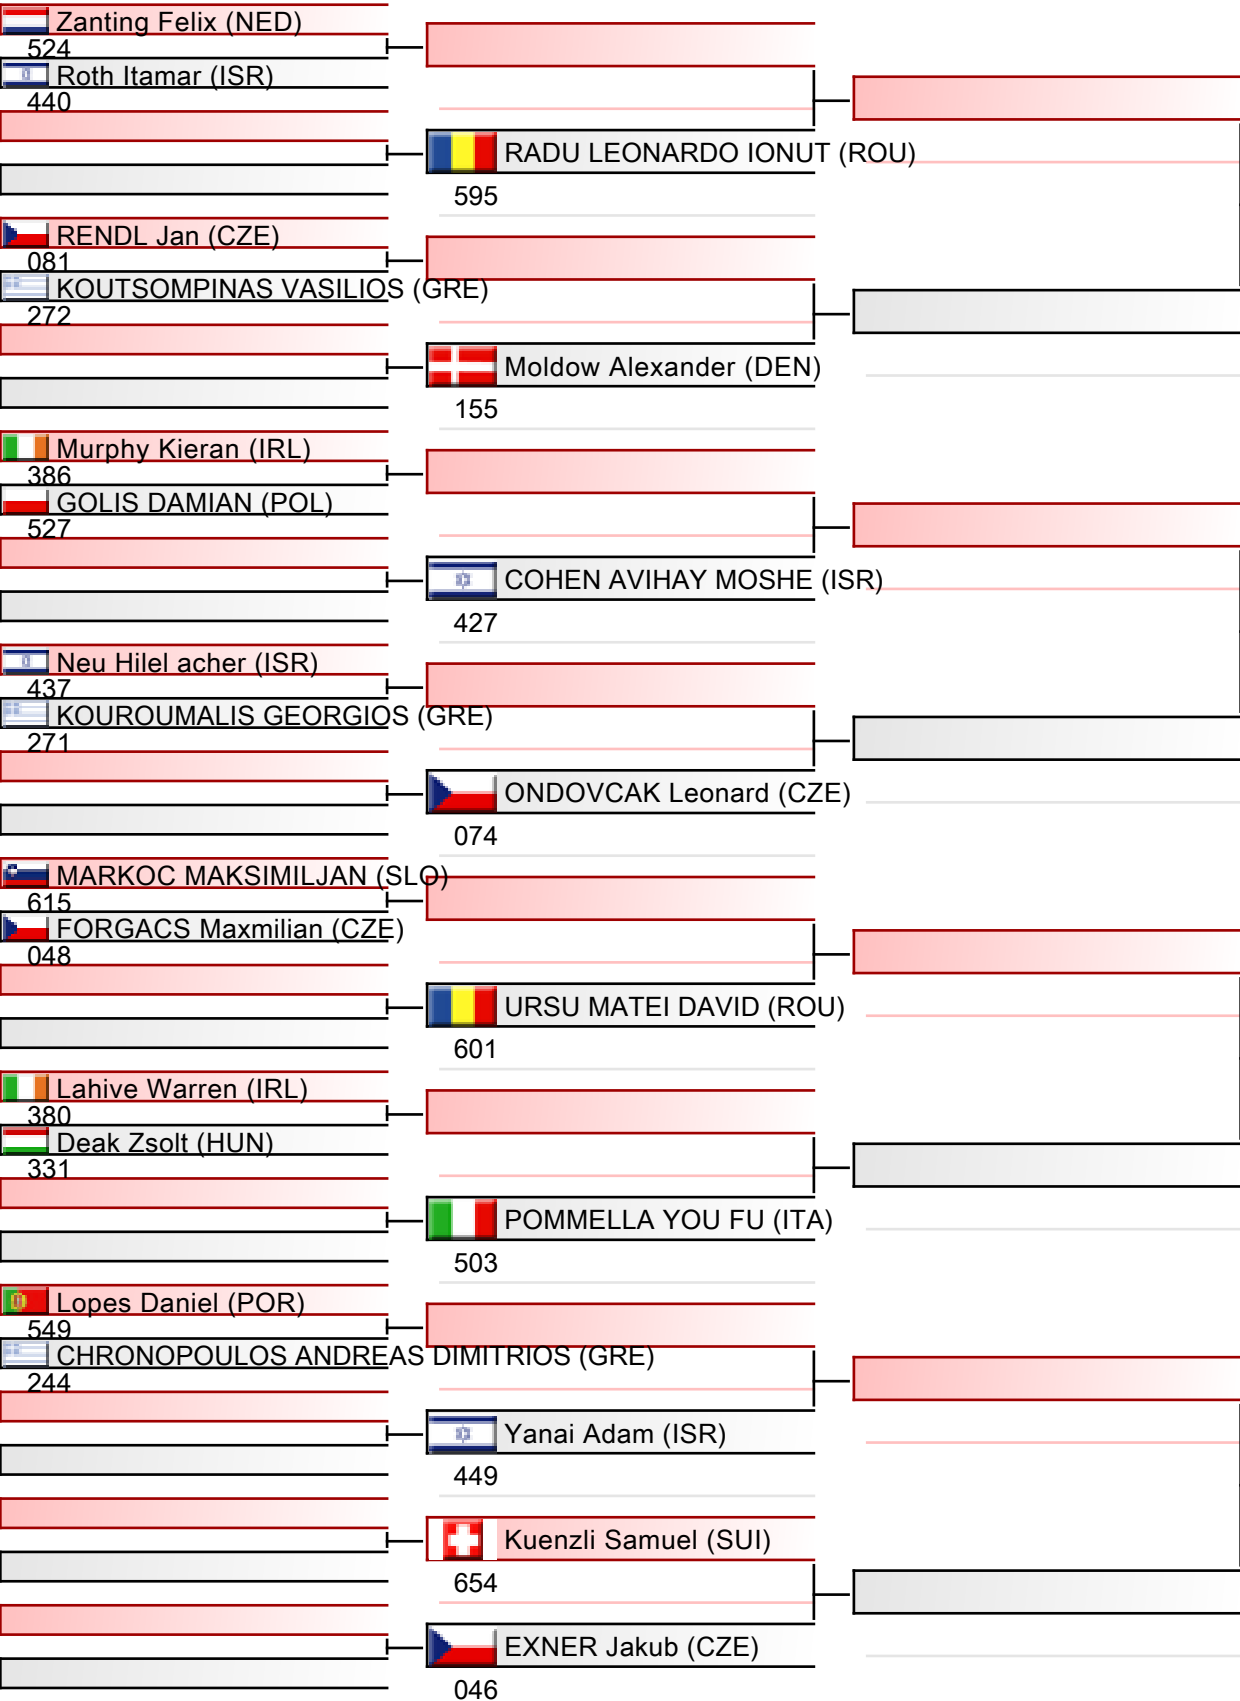 Zanting Felix (NED)
524
Roth Itamar (ISR)
440
RADU LEONARDO IONUT (ROU)
595
RENDL Jan (CZE)
081
KOUTSOMPINAS VASILIOS (GRE)
272
Moldow Alexander (DEN)
155
Murphy Kieran (IRL)
386
GOLIS DAMIAN (POL)
527
COHEN AVIHAY MOSHE (ISR)
427
Neu Hilel acher (ISR)
437
KOUROUMALIS GEORGIOS (GRE)
271
ONDOVCAK Leonard (CZE)
074
MARKOC MAKSIMILJAN (SLO)
615
FORGACS Maxmilian (CZE)
048
URSU MATEI DAVID (ROU)
601
Lahive Warren (IRL)
380
Deak Zsolt (HUN)
331
POMMELLA YOU FU (ITA)
503
Lopes Daniel (POR)
549
CHRONOPOULOS ANDREAS DIMITRIOS (GRE)
244
Yanai Adam (ISR)
449
Kuenzli Samuel (SUI)
654
EXNER Jakub (CZE)
046